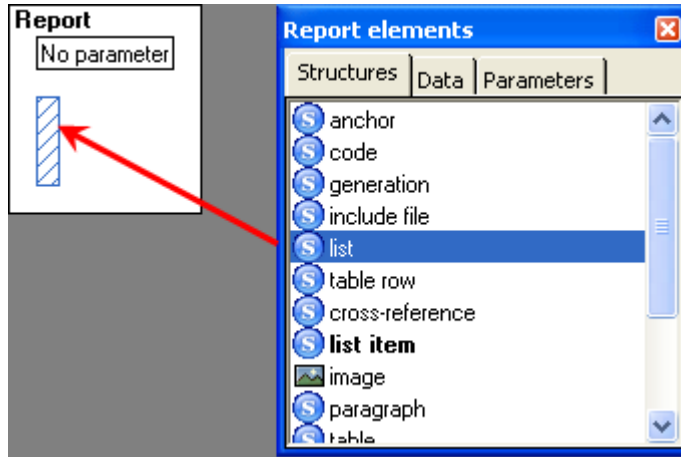 Report
No parameter
Report elements
Structures Data Parameters
anchor
code
generation
include file
list
table row
cross-reference
list item
image
paragraph
table